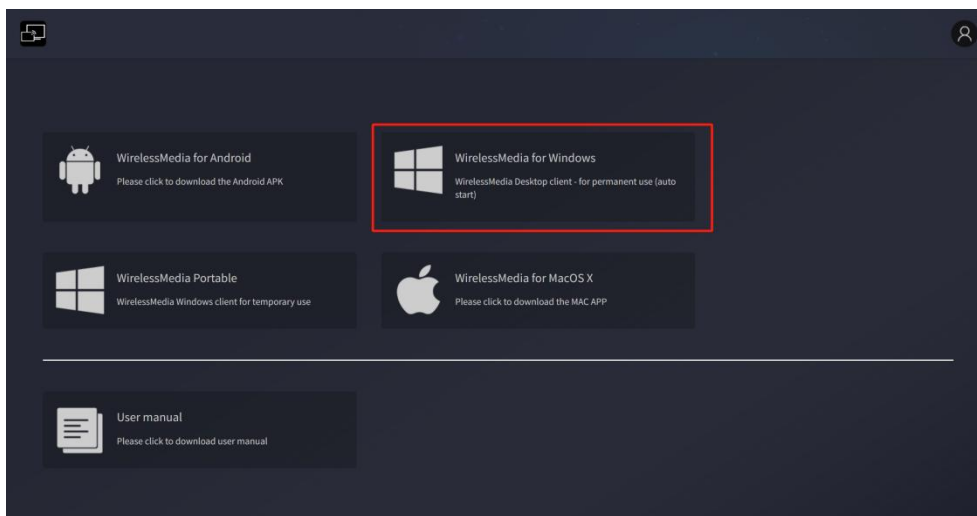 WirelessMedia for Android
Please click to download the Android APK
WirelessMedia for Windows
WirelessMedia Desktop client - for permanent use (auto
start)
WirelessMedia Portable
WirelessMedia Windows client for temporary use
WirelessMedia for MacOS X
Please click to download the MAC APP
User manual
Please click to download user manual